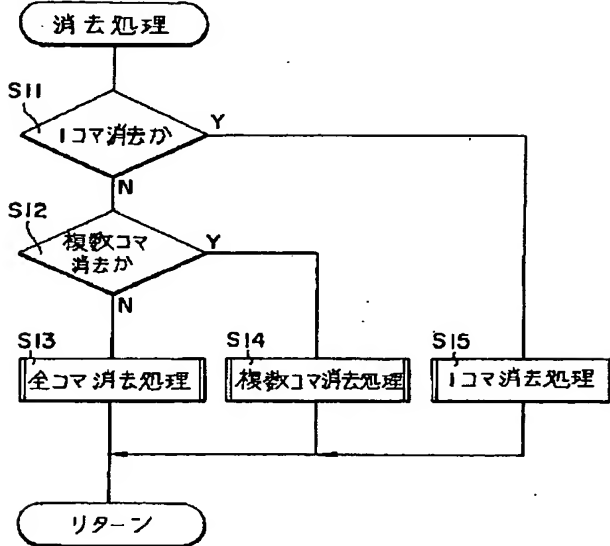 消去処理
S11
1コマ消去か
Y
N
S12
複数コマ
消去か
Y
N
S13
全コマ消去処理
S14
複数コマ消去処理
S15
1コマ消去処理
リターン